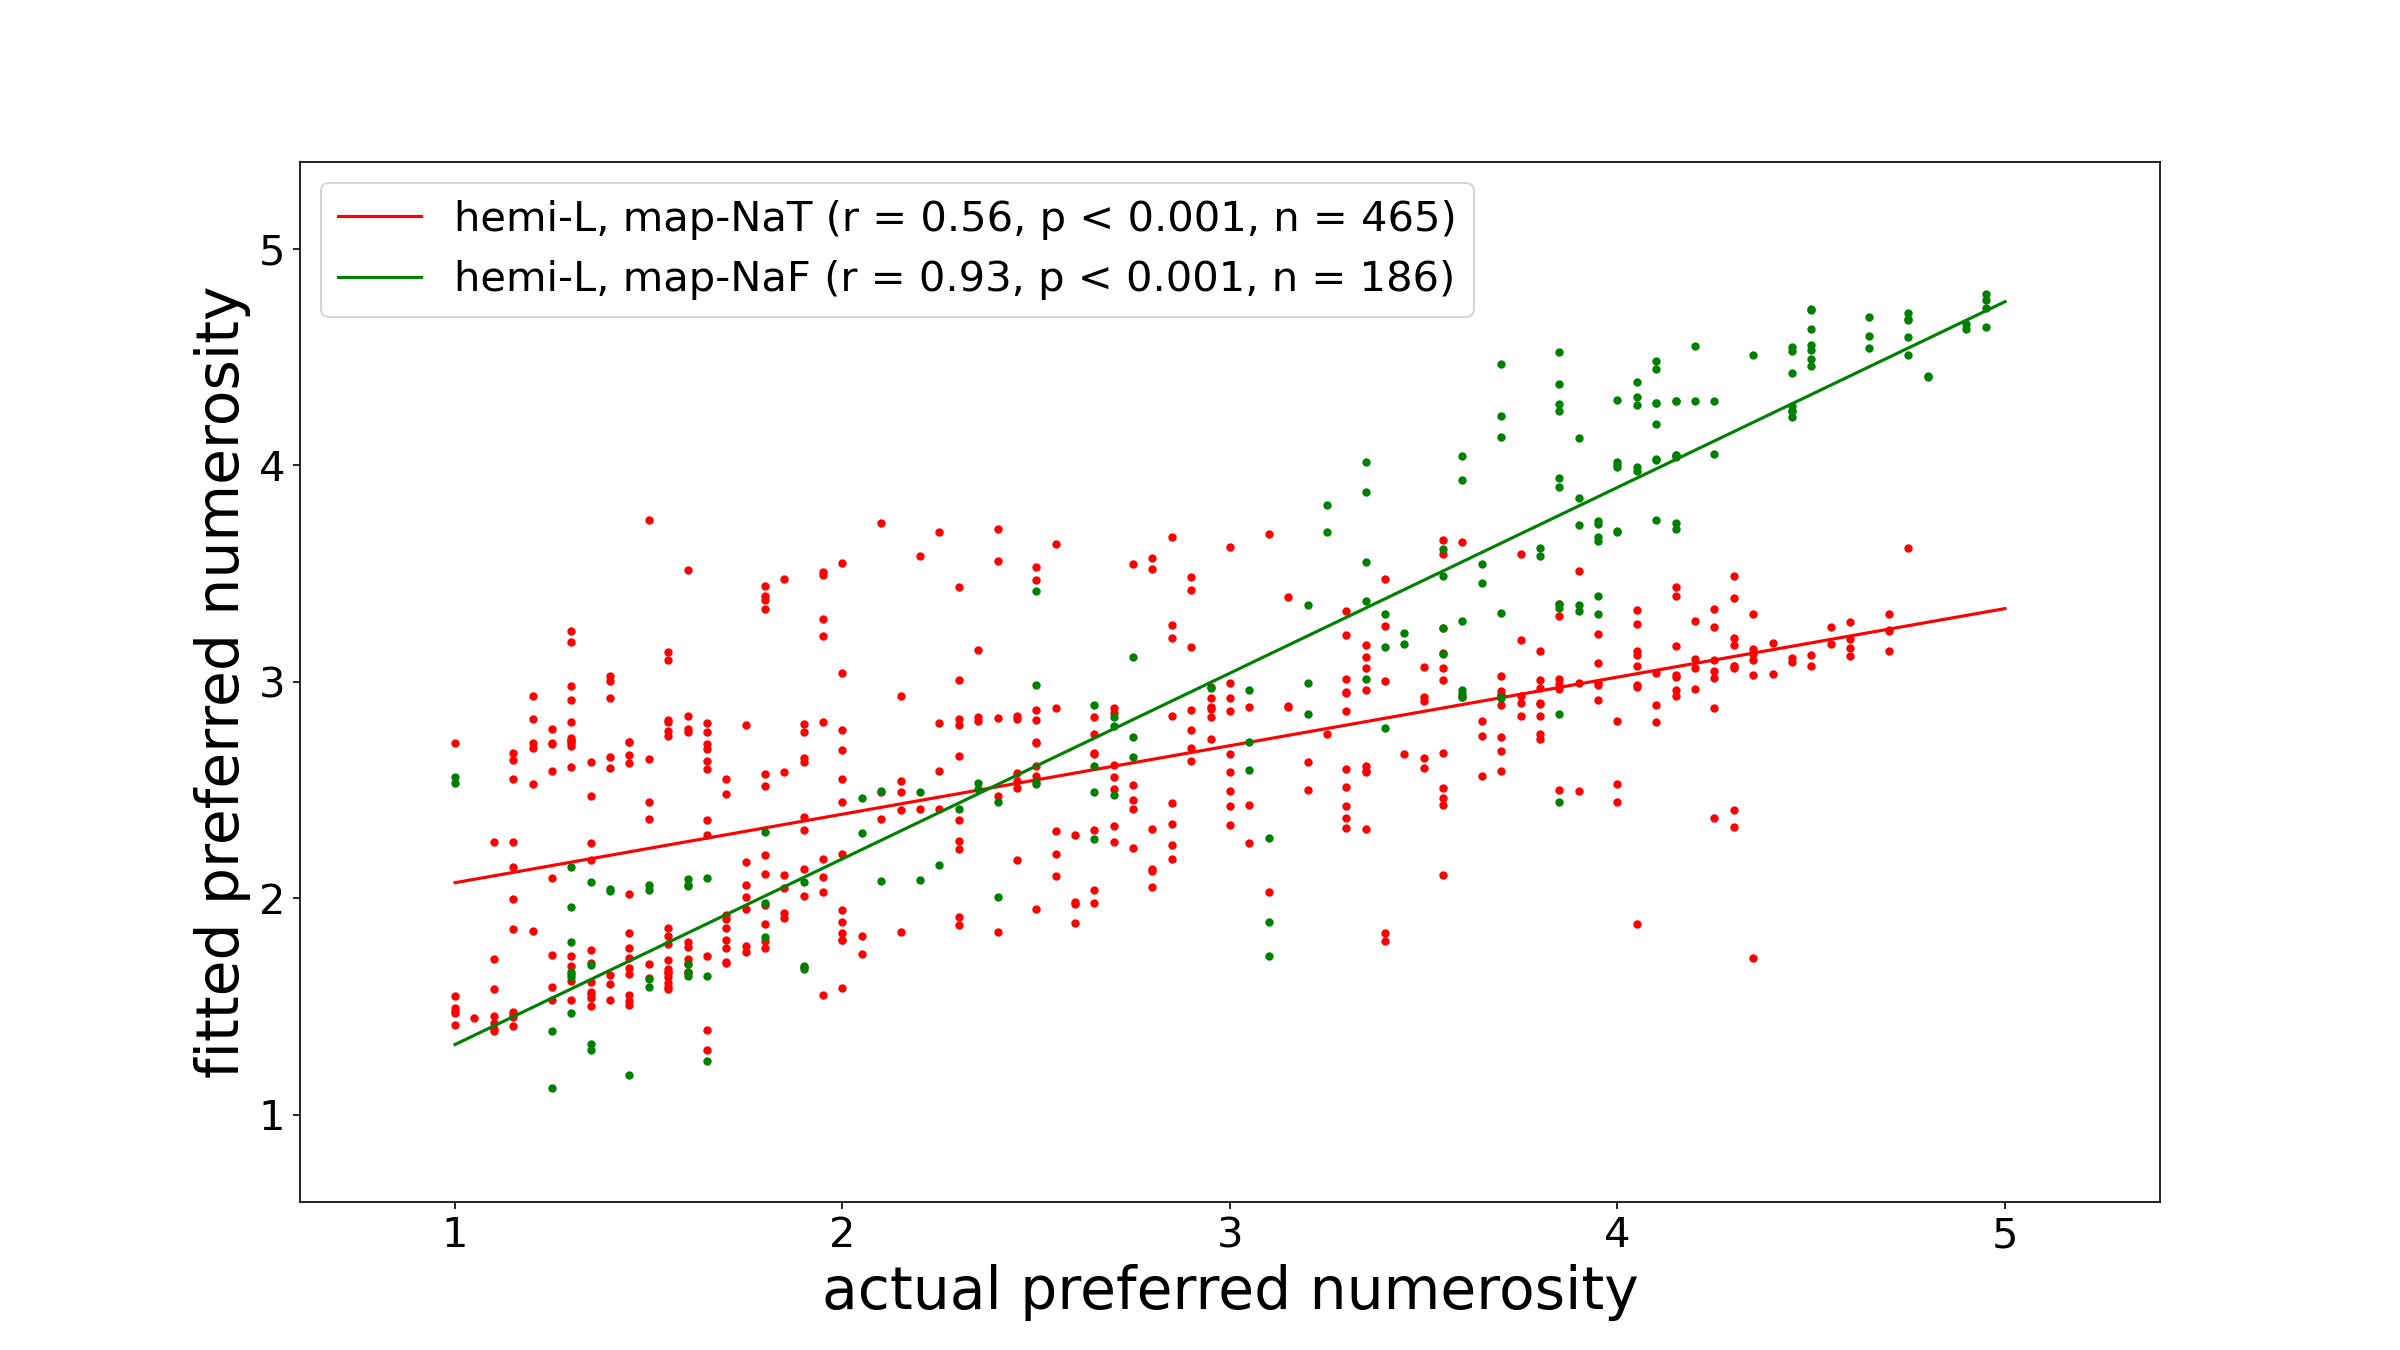 hemi-L, map-NaT (r = 0.56, p < 0.001, n = 465)
hemi-L, map-NaF (r = 0.93, p < 0.001, n = 186)
fitted preferred numerosity
5
4
3
2
1
1 2 3 4 5
actual preferred numerosity